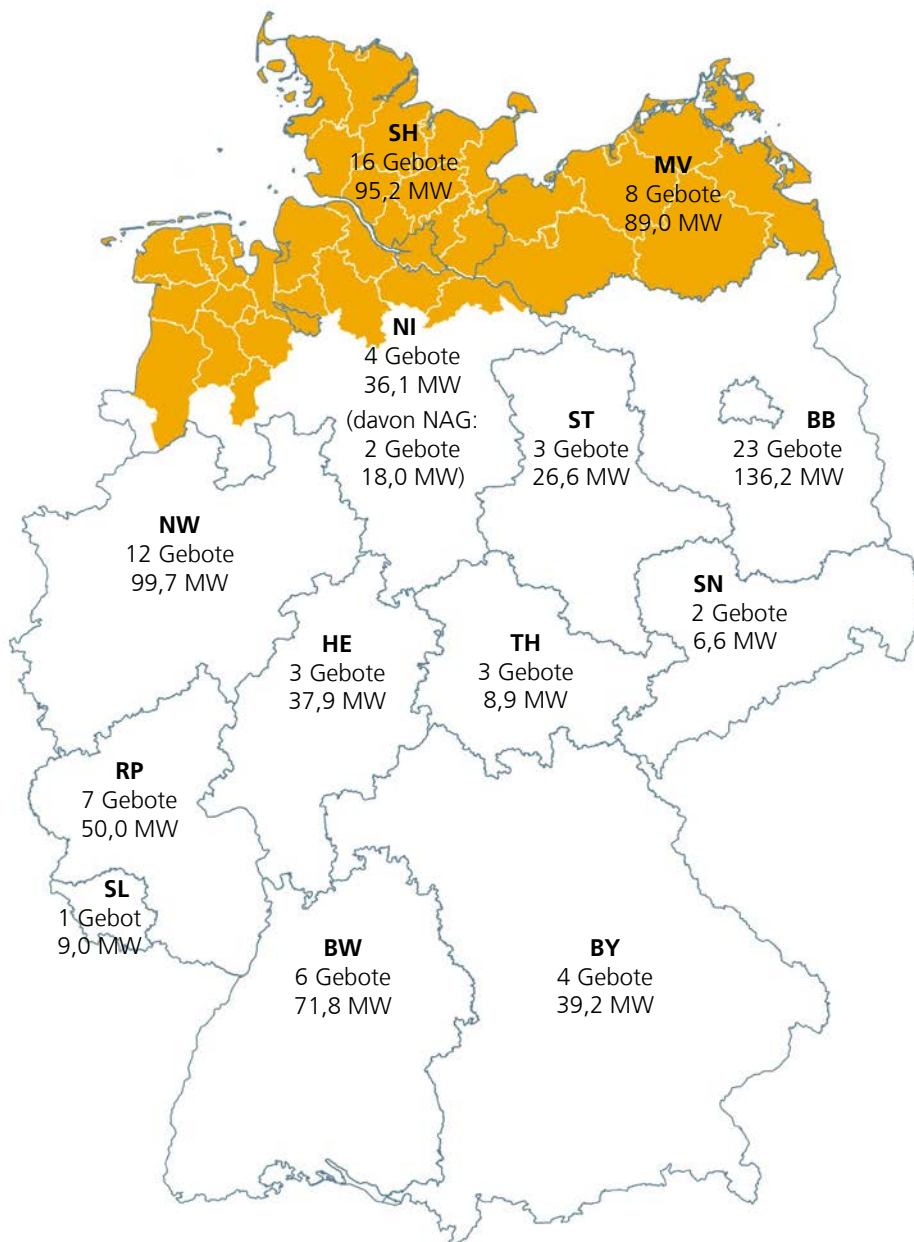 SH
16 Gebote
95,2 MW
MV
8 Gebote
89,0 MW
NI
4 Gebote
36,1 MW
(davon NAG:
2 Gebote
18,0 MW)
ST
3 Gebote
26,6 MW
BB
23 Gebote
136,2 MW
NW
12 Gebote
99,7 MW
SN
2 Gebote
6,6 MW
HE
3 Gebote
37,9 MW
TH
3 Gebote
8,9 MW
RP
7 Gebote
50,0 MW
SL
1 Gebot
9,0 MW
BW
6 Gebote
71,8 MW
BY
4 Gebote
39,2 MW